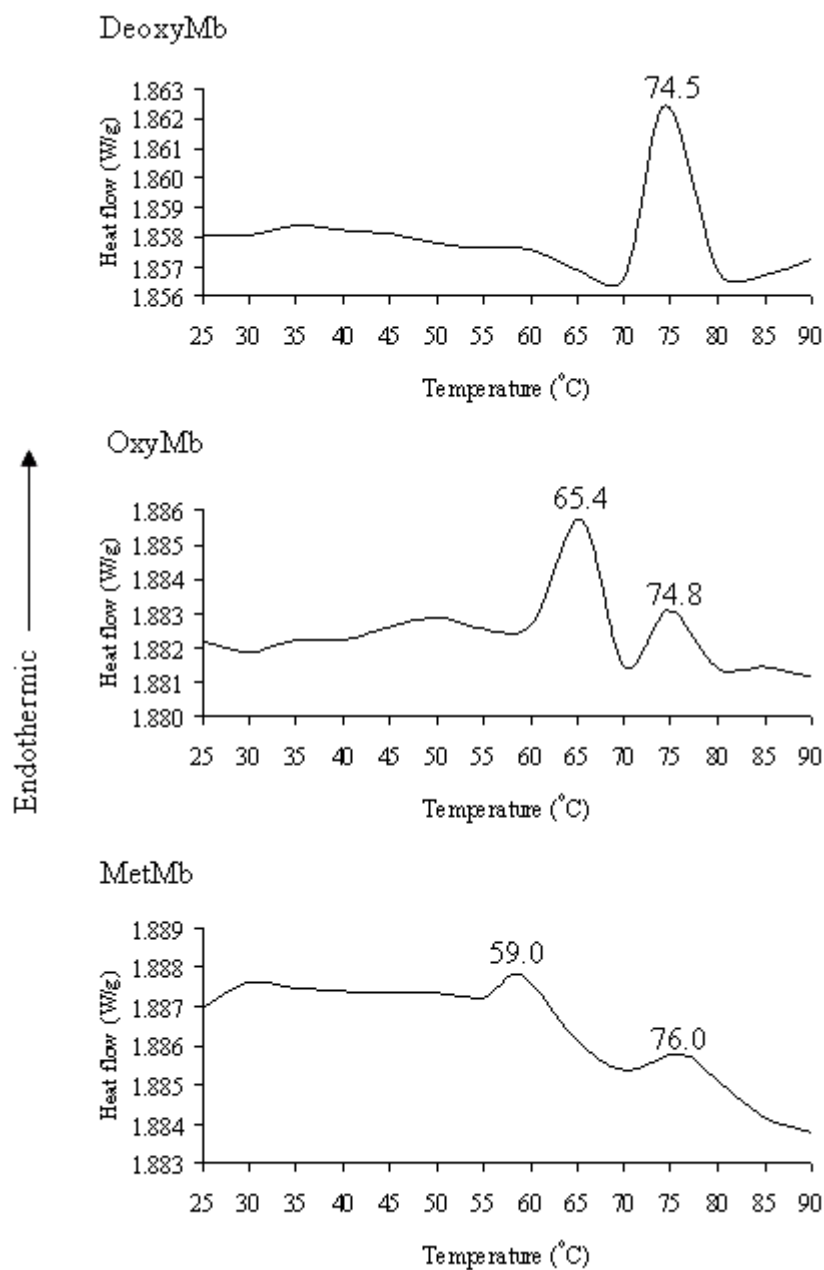 DeoxyMb
74.5
1.863
1.862
1.861
1.860
1.859
1.858
1.857
1.856
Heat flow (W/g)
25 30 35 40 45 50 55 60 65 70 75 80 85 90
Temperature (°C)
OxyMb
65.4
74.8
1.886
1.885
1.884
1.883
1.882
1.881
1.880
Heat flow (W/g)
25 30 35 40 45 50 55 60 65 70 75 80 85 90
Temperature (°C)
Endothermic
MetMb
59.0
76.0
1.889
1.888
1.887
1.886
1.885
1.884
1.883
Heat flow (W/g)
25 30 35 40 45 50 55 60 65 70 75 80 85 90
Temperature (°C)